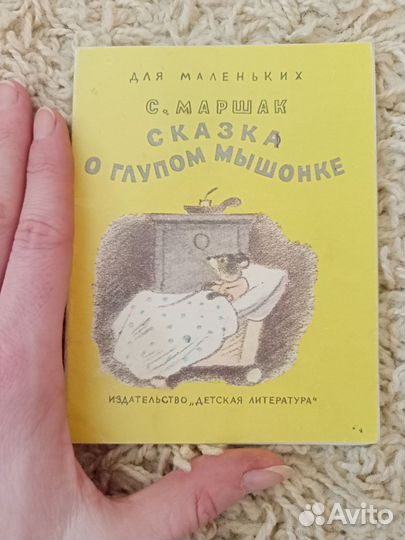 ДЛЯ МАЛЕНЬКИХ
С. МАРШАК
СКАЗКА
О ГЛУПОМ МЫШОНКЕ
ИЗДАТЕЛЬСТВО „ДЕТСКАЯ ЛИТЕРАТУРА"
Avito